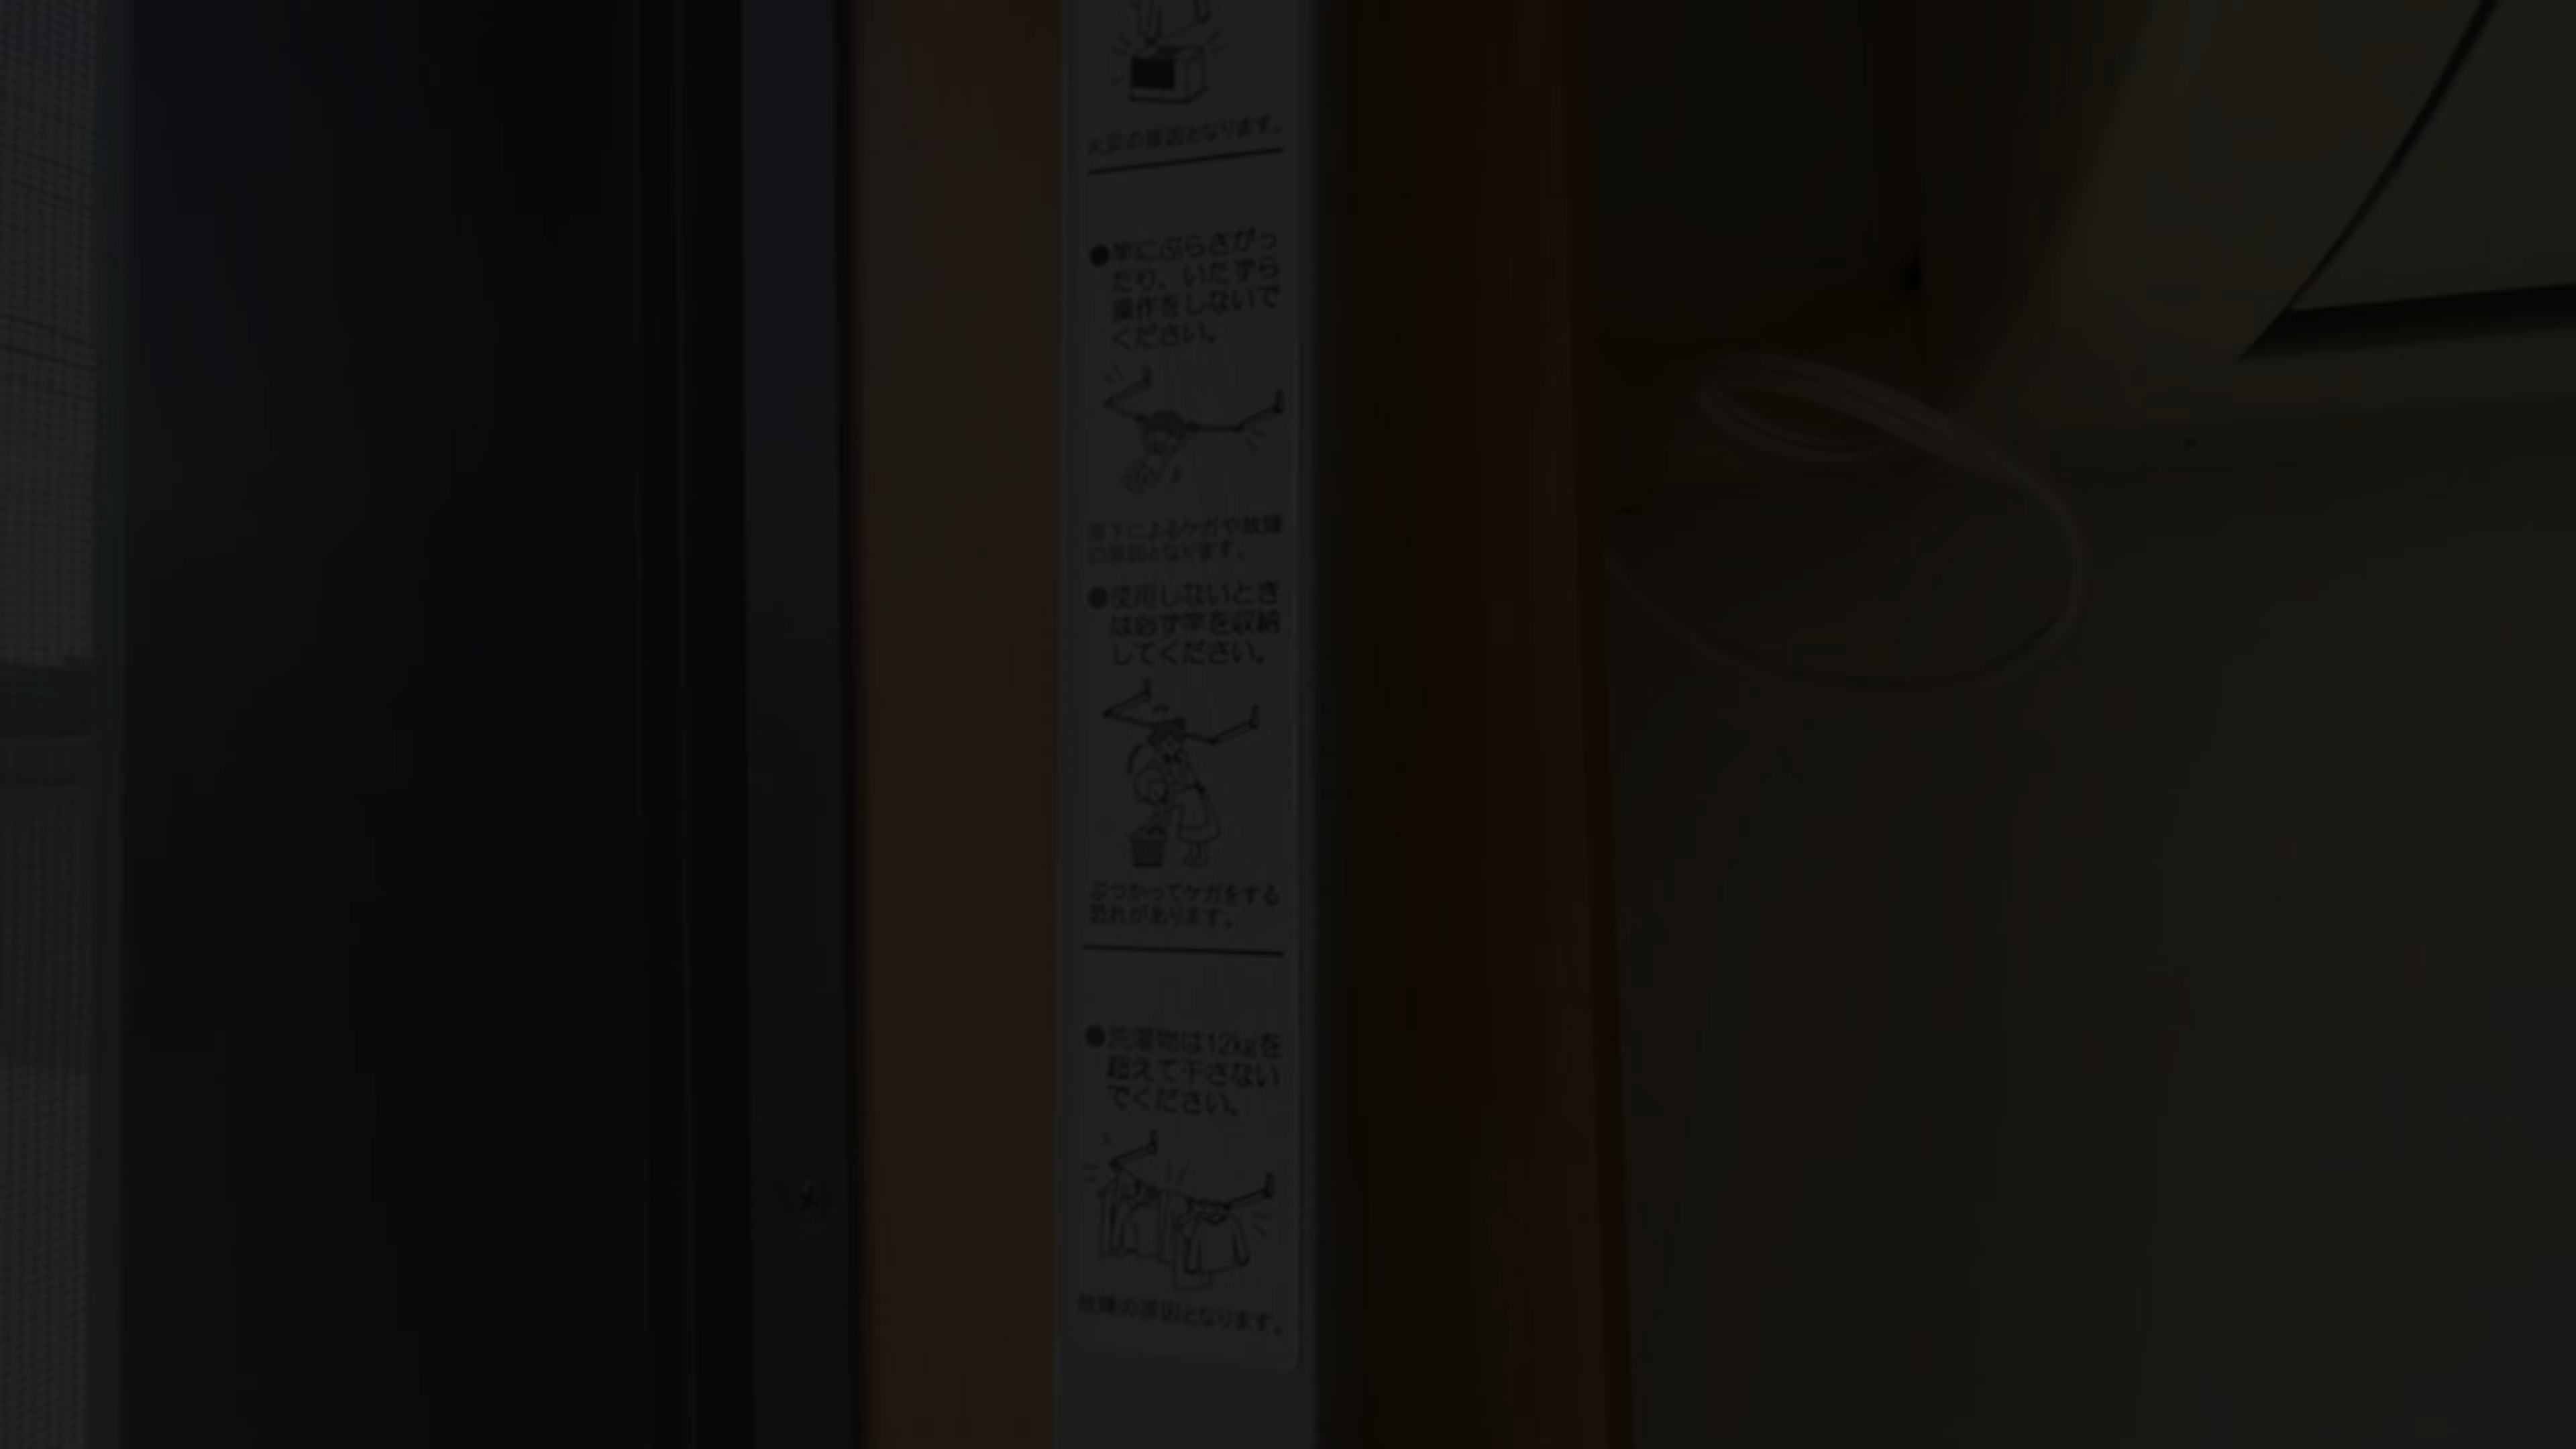 火災の原因となります。
●竿にぶらさがっ
たり、いたずら
操作をしないで
ください。
落下によるケガや故障
の原因となります。
●使用しないとき
は必ず竿を収納
してください。
ぶつかってケガをする
恐れがあります。
●洗濯物は12kgを
超えて干さない
でください。
故障の原因となります。